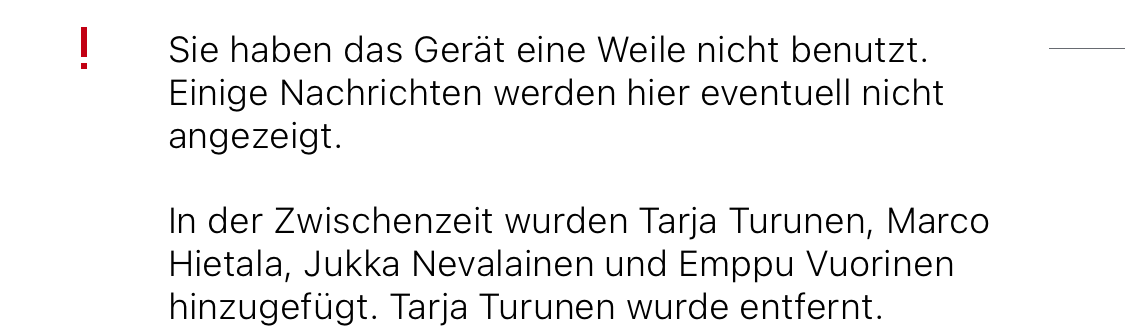 !
Sie haben das Gerät eine Weile nicht benutzt.
Einige Nachrichten werden hier eventuell nicht
angezeigt.
In der Zwischenzeit wurden Tarja Turunen, Marco
Hietala, Jukka Nevalainen und Emppu Vuorinen
hinzugefügt. Tarja Turunen wurde entfernt.